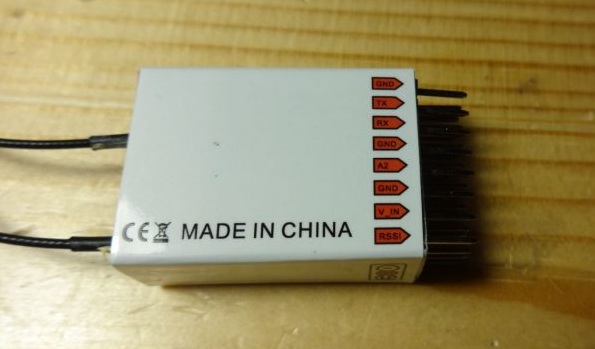 GND
TX
RX
GND
A2
GND
V_IN
RSSI
CE MADE IN CHINA